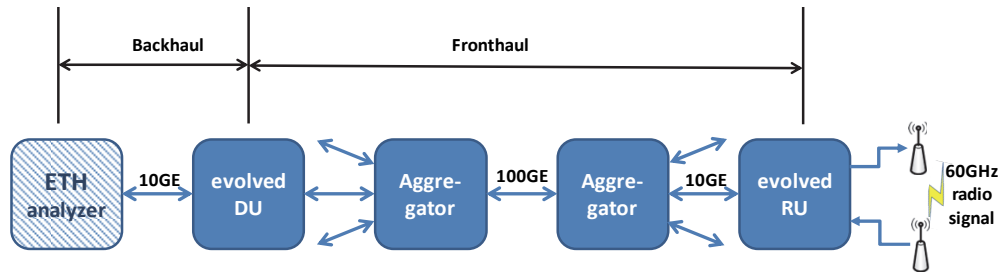 Backhaul
Fronthaul
ETH
analyzer
10GE
evolved
DU
Aggre-
gator
100GE
Aggre-
gator
10GE
evolved
RU
60GHz
radio
signal